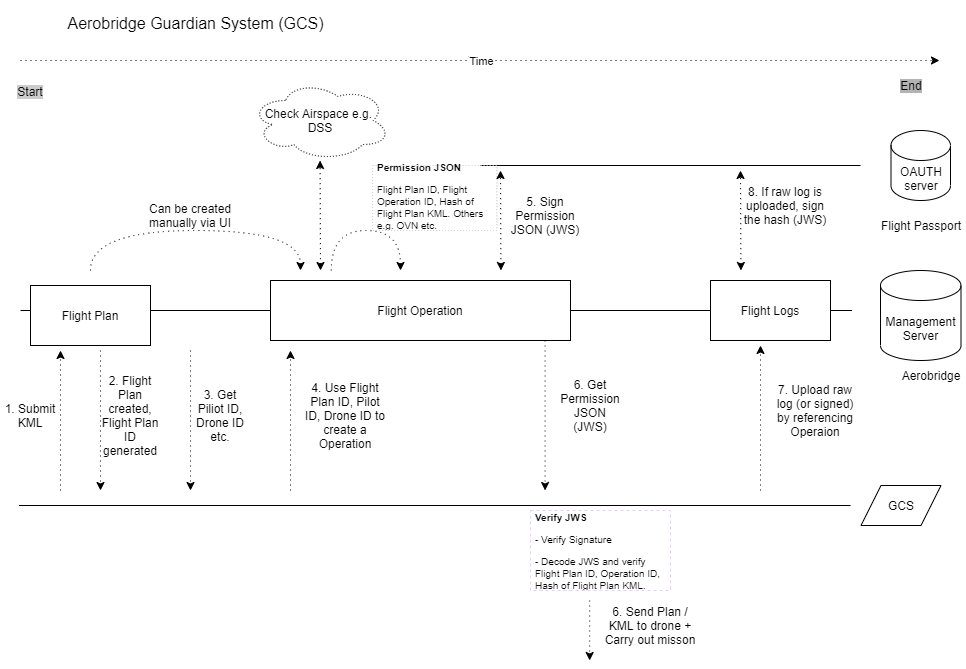 Aerobridge Guardian System (GCS)
Time
Start
End
Check Airspace e.g.
DSS
Permission JSON
Flight Plan ID, Flight
Operation ID, Hash of
Flight Plan KML. Others
e.g. OVN etc.
5. Sign
Permission
JSON (JWS)
8. If raw log is
uploaded, sign
the hash (JWS)
OAUTH
server
Flight Passport
Can be created
manually via UI
Flight Plan
Flight Operation
Flight Logs
Management
Server
Aerobridge
1. Submit
KML
2. Flight
Plan
created,
Flight Plan
ID
generated
3. Get
Piliot ID,
Drone ID
etc.
4. Use Flight
Plan ID, Pilot
ID, Drone ID to
create a
Operation
6. Get
Permission
JSON
(JWS)
7. Upload raw
log (or signed)
by referencing
Operaion
GCS
Verify JWS
- Verify Signature
- Decode JWS and verify
Flight Plan ID, Operation ID,
Hash of Flight Plan KML.
6. Send Plan /
KML to drone +
Carry out misson